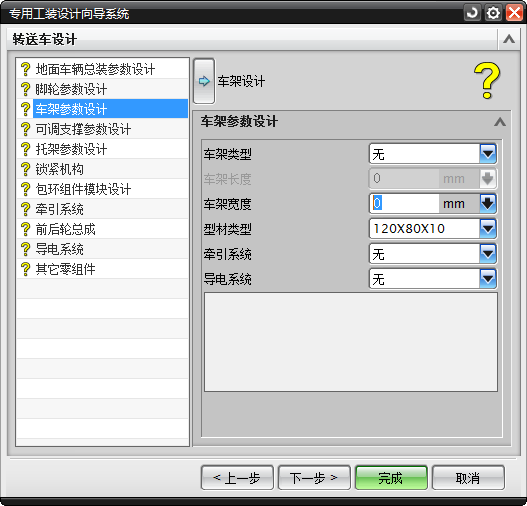 专用工装设计向导系统
转送车设计
地面车辆总装参数设计
脚轮参数设计
车架参数设计
可调支撑参数设计
托架参数设计
锁紧机构
包环组件模块设计
牵引系统
前后轮总成
导电系统
其它零组件
车架设计
车架参数设计
车架类型 无
车架长度 0 mm
车架宽度 0 mm
型材类型 120X80X10
牵引系统 无
导电系统 无
< 上一步 下一步 > 完成 取消